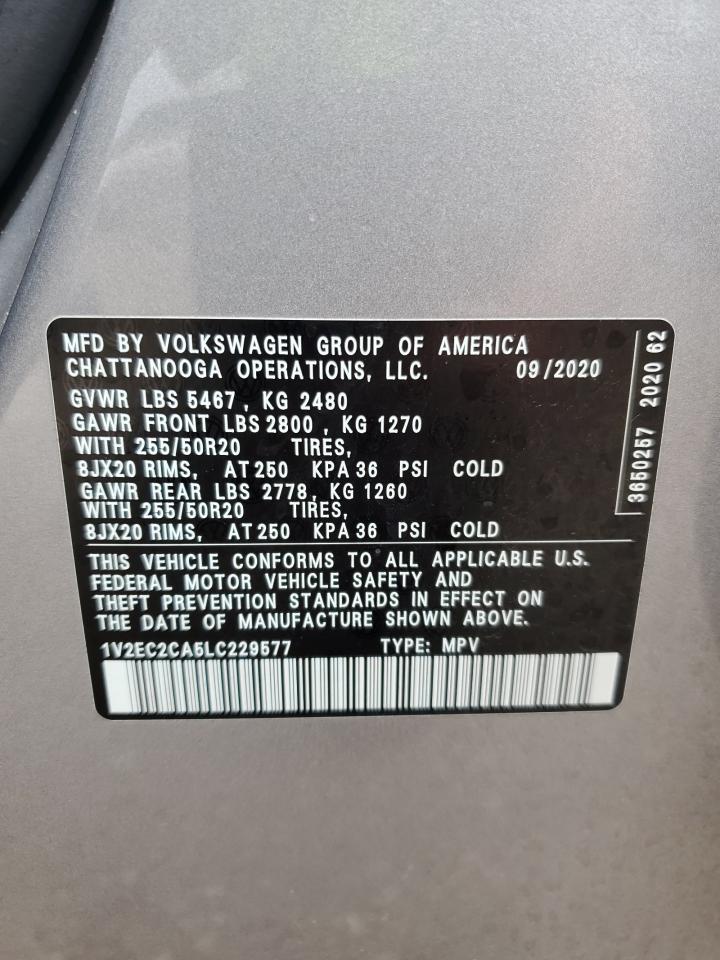 MFD BY VOLKSWAGEN GROUP OF AMERICA
CHATTANOOGA OPERATIONS, LLC. 09/2020
GVWR LBS 5467, KG 2480
GAWR FRONT LBS 2800, KG 1270
WITH 255/50R20 TIRES,
8JX20 RIMS, AT 250 KPA 36 PSI COLD
GAWR REAR LBS 2778, KG 1260
WITH 255/50R20 TIRES,
8JX20 RIMS, AT 250 KPA 36 PSI COLD
THIS VEHICLE CONFORMS TO ALL APPLICABLE U.S.
FEDERAL MOTOR VEHICLE SAFETY AND
THEFT PREVENTION STANDARDS IN EFFECT ON
THE DATE OF MANUFACTURE SHOWN ABOVE.
1V2EC2CA5LC229577 TYPE: MPV
3650257 2020 62